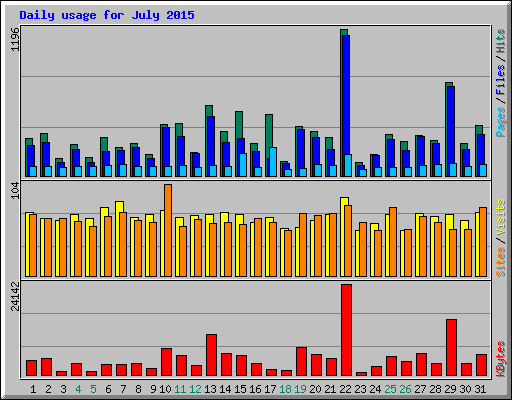 Daily usage for July 2015
1196
Pages / Files / Hits
104
Sites / Visits
24142
KBytes
1 2 3 4 5 6 7 8 9 10 11 12 13 14 15 16 17 18 19 20 21 22 23 24 25 26 27 28 29 30 31